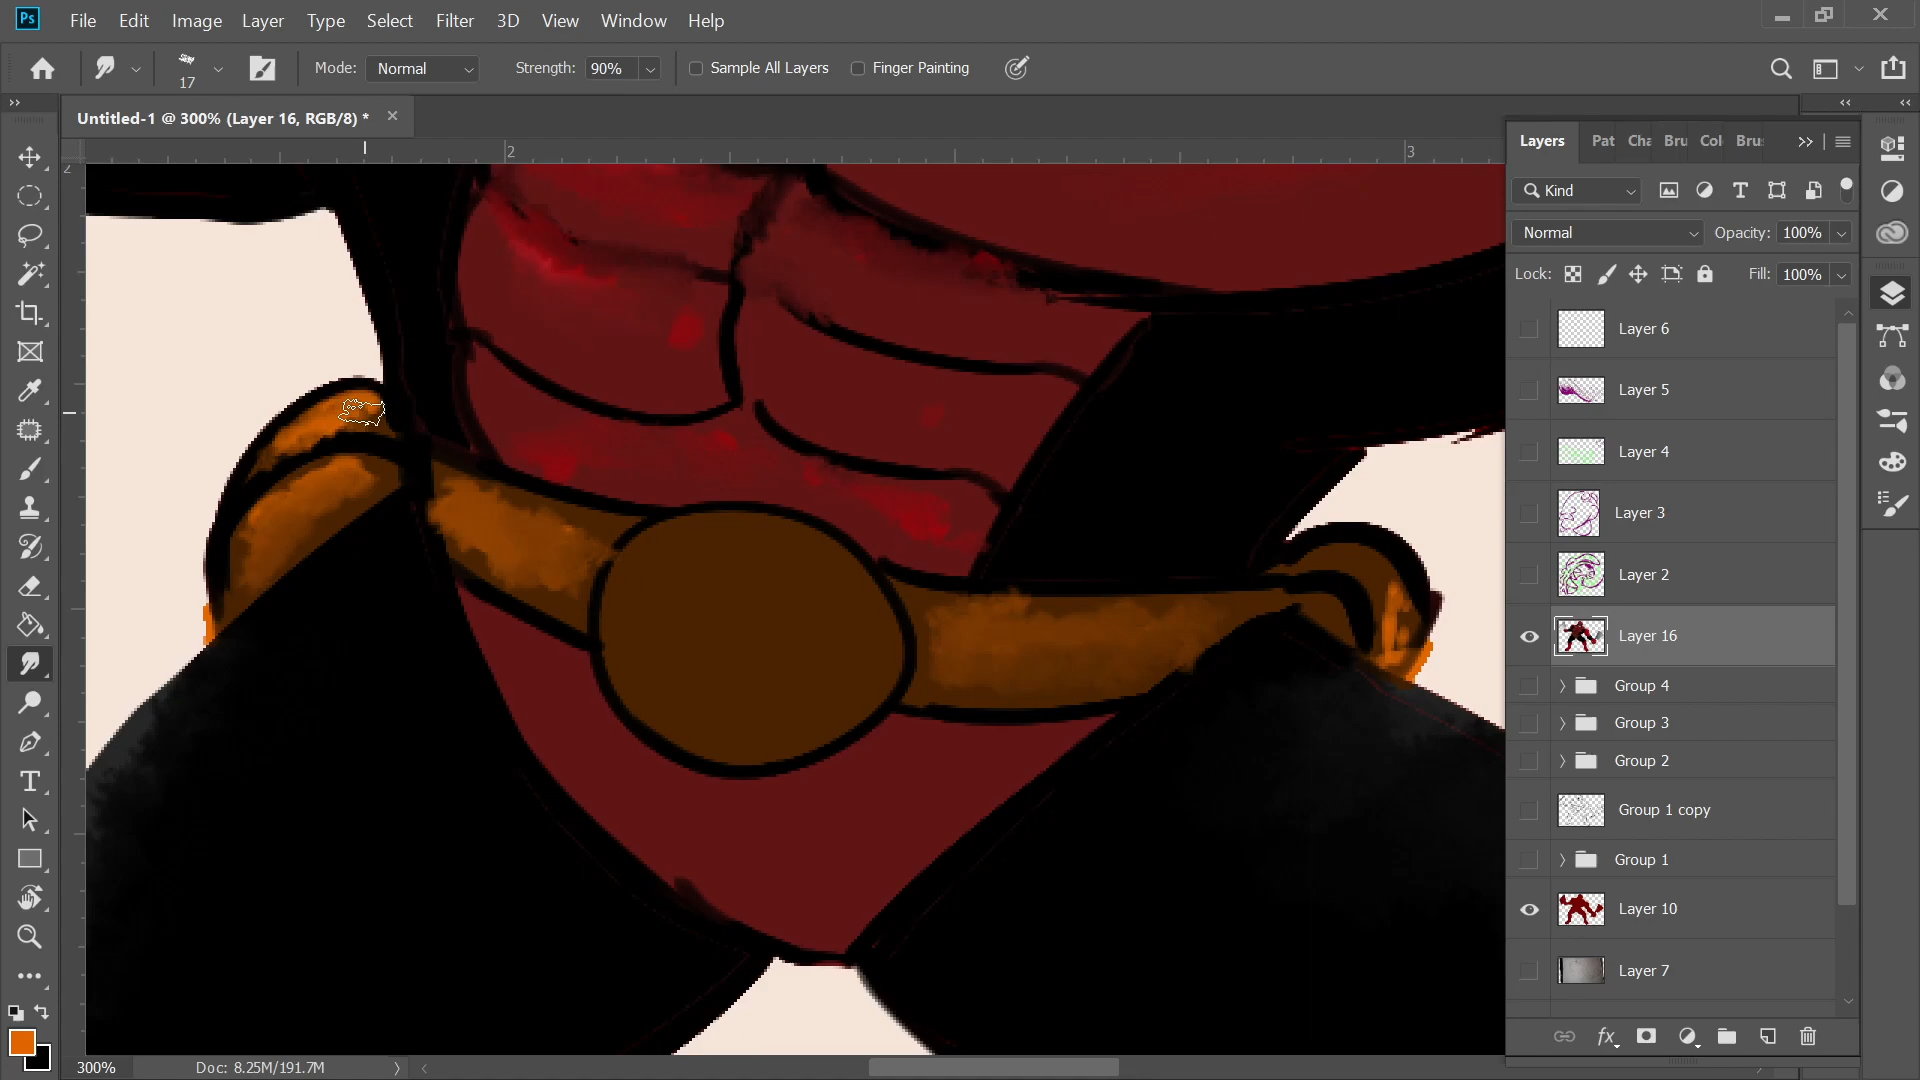 Ps File Edit Image Layer Type Select Filter 3D View Window Help
17 Mode: Normal Strength: 90% Sample All Layers Finger Painting
Untitled-1 @ 300% (Layer 16, RGB/8) *
2 2 3
Layers Pat Cha Bru Col Brus
Kind
Normal Opacity: 100%
Lock: Fill: 100%
Layer 6
Layer 5
Layer 4
Layer 3
Layer 2
Layer 16
Group 4
Group 3
Group 2
Group 1 copy
Group 1
Layer 10
Layer 7
300% Doc: 8.25M/191.7M